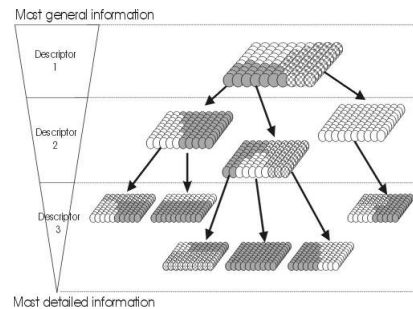 Most general information
Descriptor
1
Descriptor
2
Descriptor
3
Most detailed information